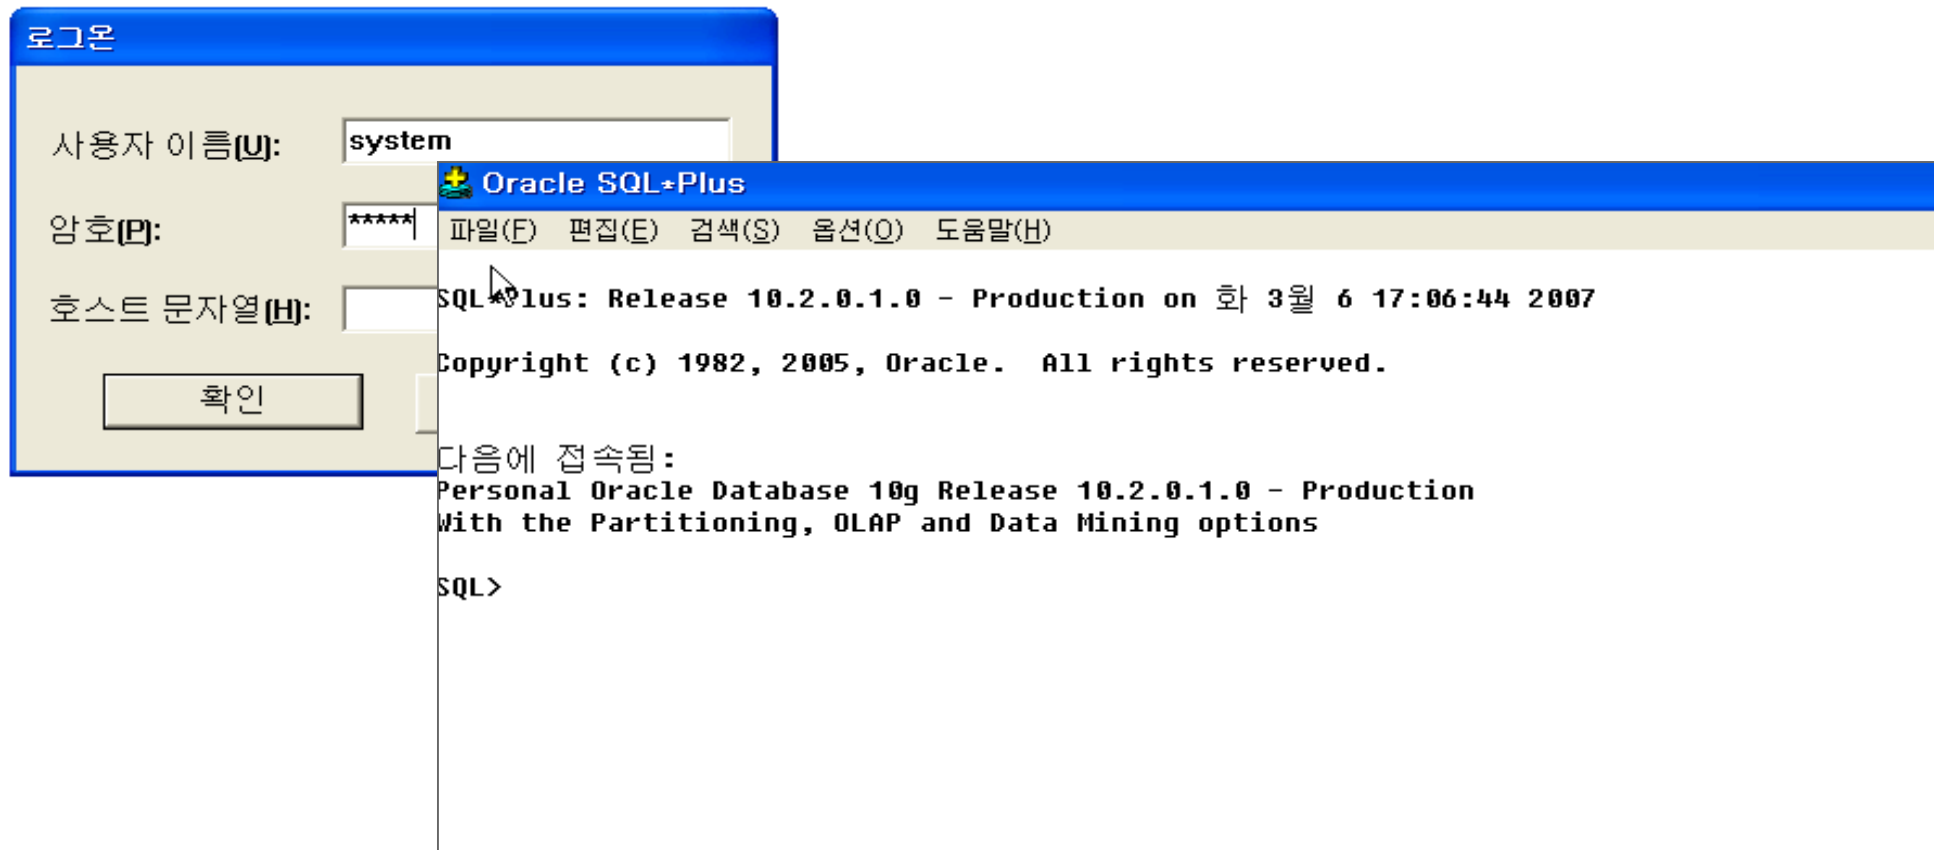 로그온
사용자 이름(U):
system
암호(P):
*****
호스트 문자열(H):
확인
Oracle SQL*Plus
파일(F) 편집(E) 검색(S) 옵션(O) 도움말(H)
SQL*Plus: Release 10.2.0.1.0 - Production on 화 3월 6 17:06:44 2007
Copyright (c) 1982, 2005, Oracle.  All rights reserved.
다음에 접속됨:
Personal Oracle Database 10g Release 10.2.0.1.0 - Production
With the Partitioning, OLAP and Data Mining options
SQL>